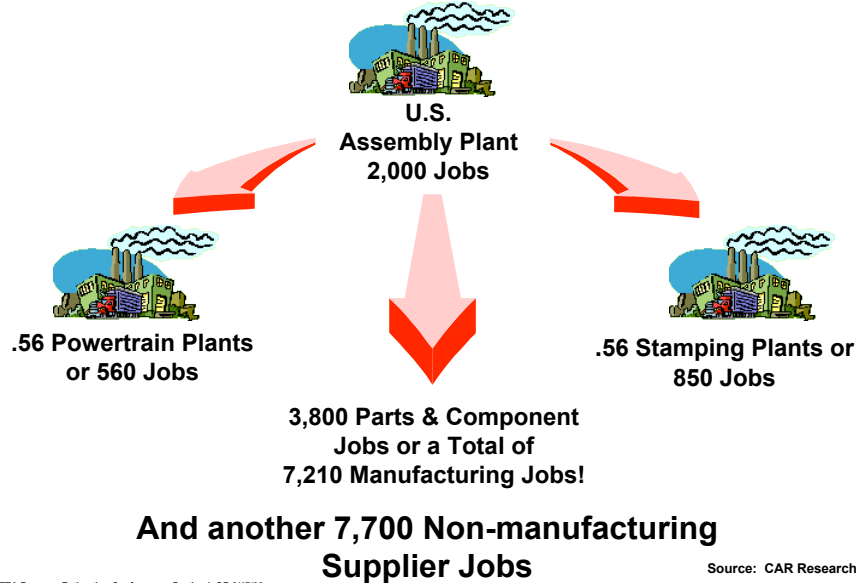 U.S.
Assembly Plant
2,000 Jobs
.56 Powertrain Plants
or 560 Jobs
.56 Stamping Plants or
850 Jobs
3,800 Parts & Component
Jobs or a Total of
7,210 Manufacturing Jobs!
And another 7,700 Non-manufacturing
Supplier Jobs
Source: CAR Research